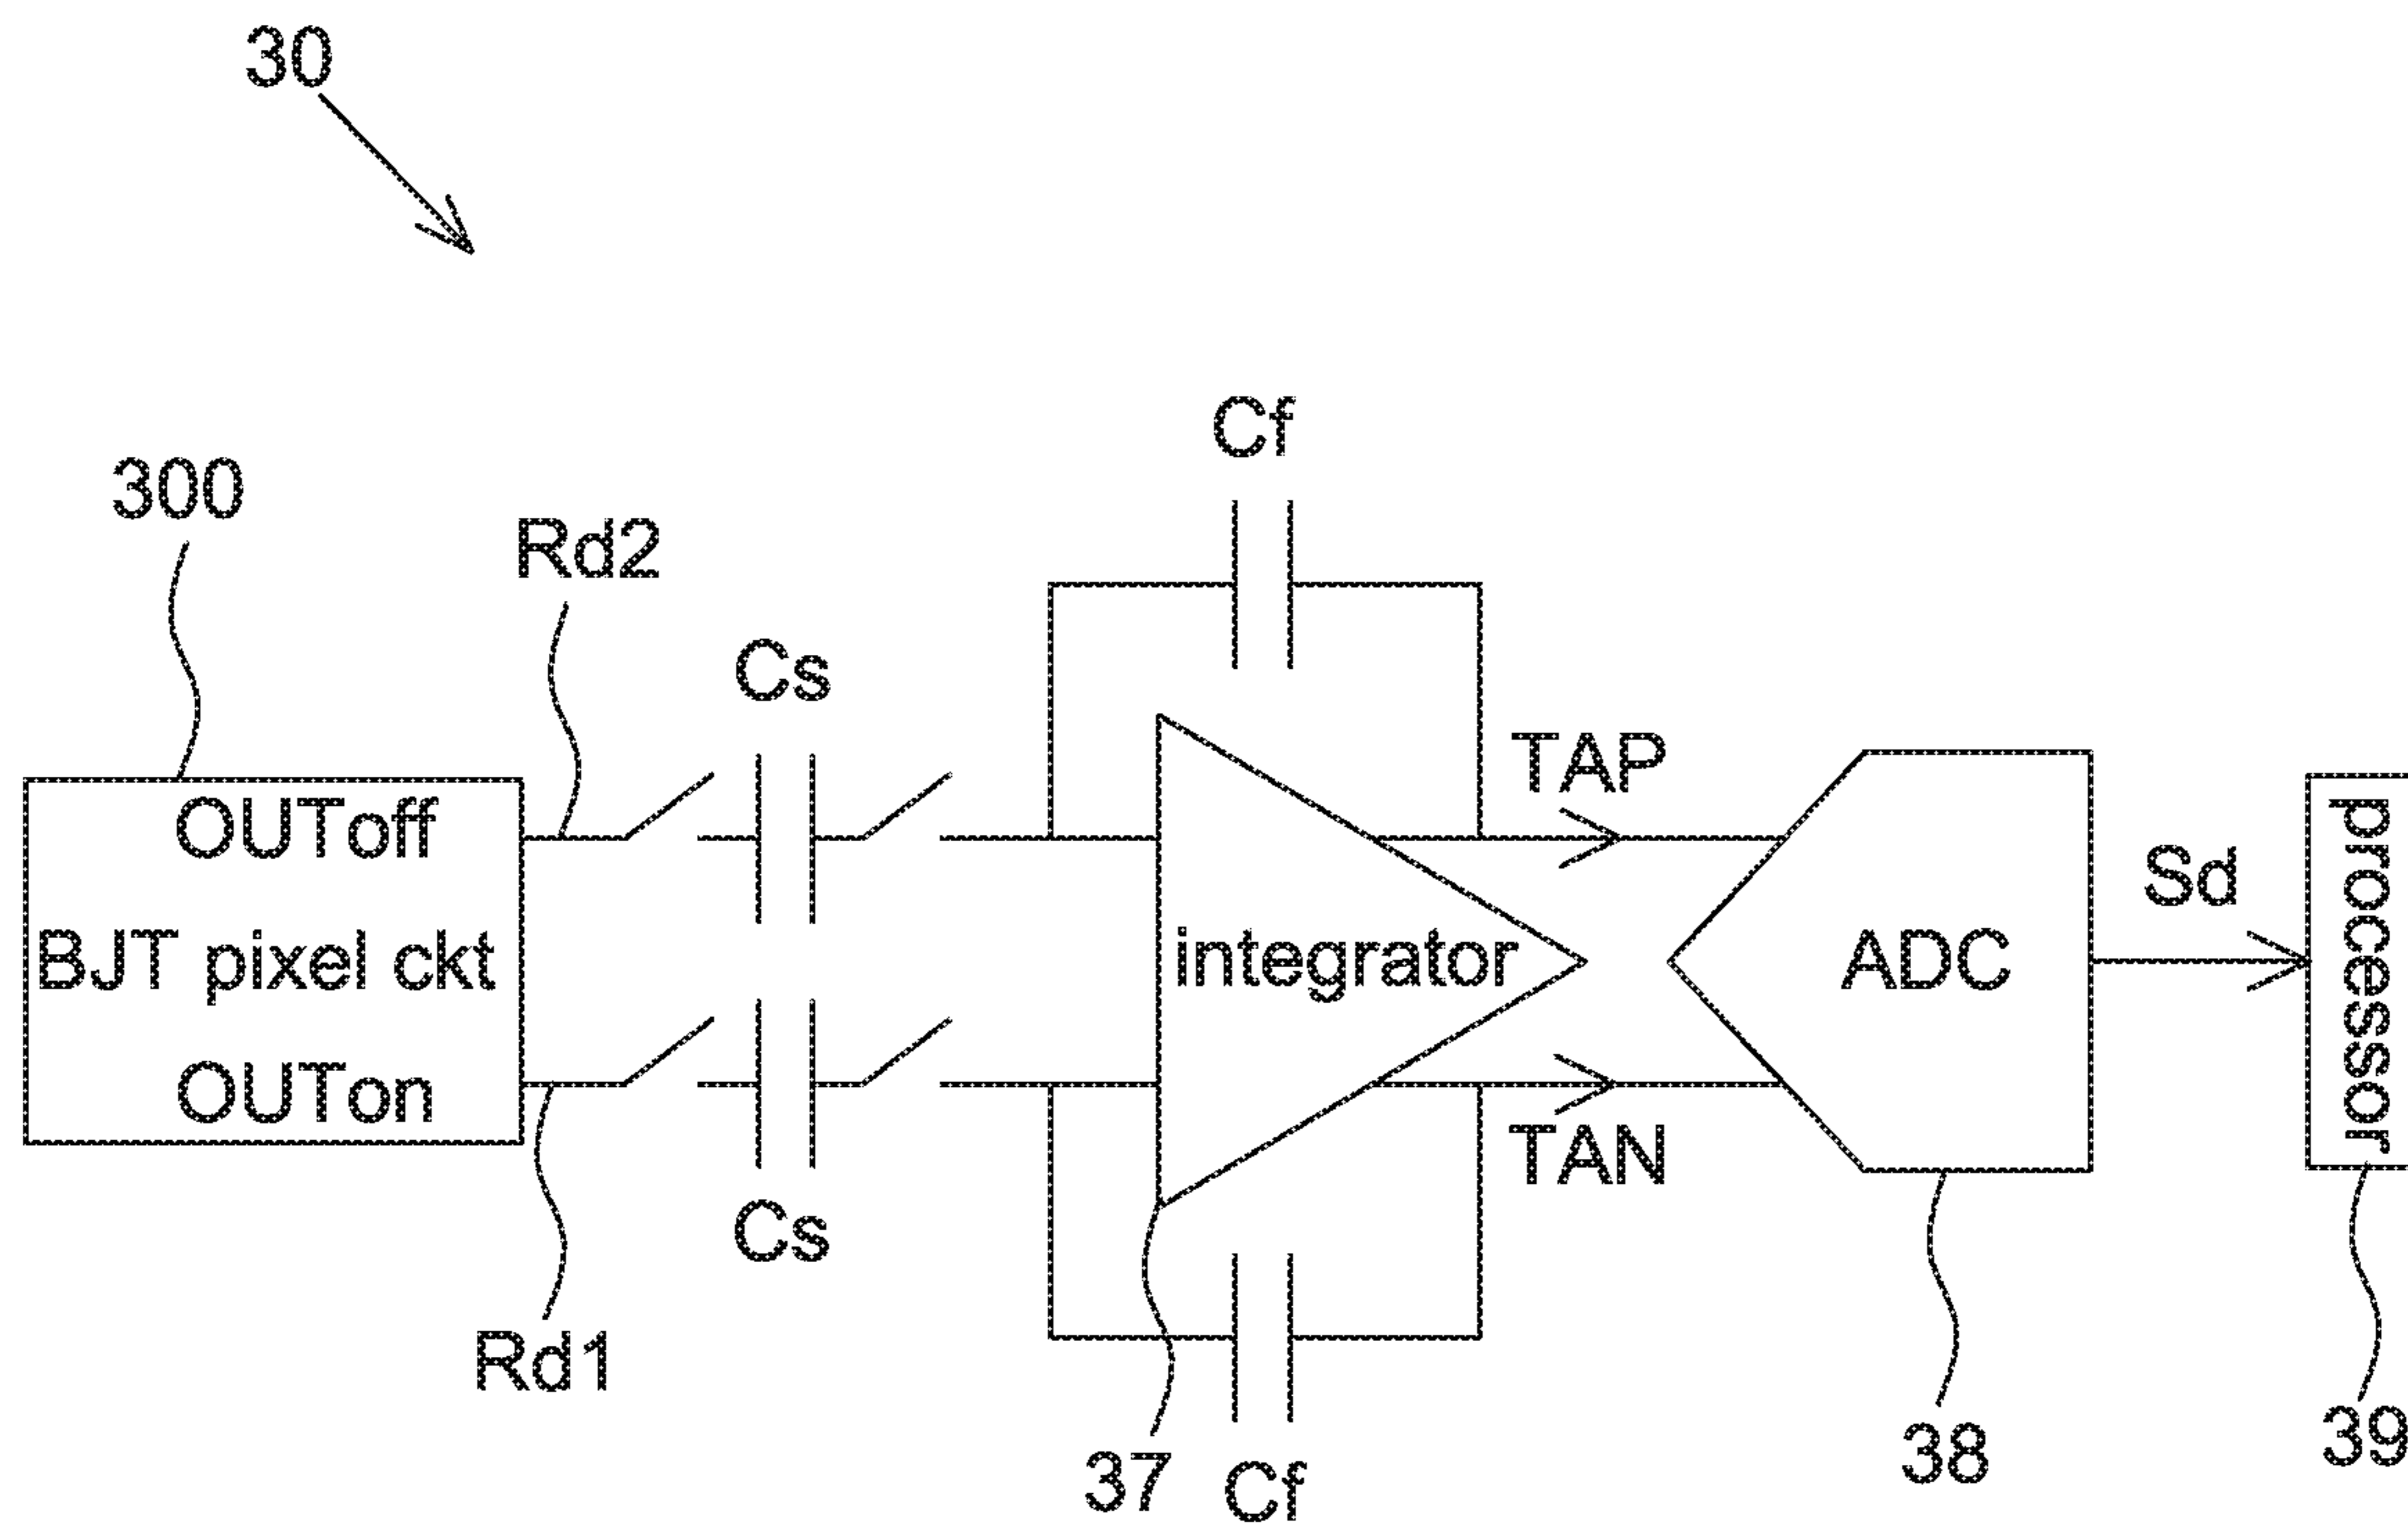 30
Cf
300
Rd2
Cs
TAP
OUToff
Sd
BJT pixel ckt
integrator
ADC
processor
OUTon
TAN
Cs
Rd1
37
Cf
38
39